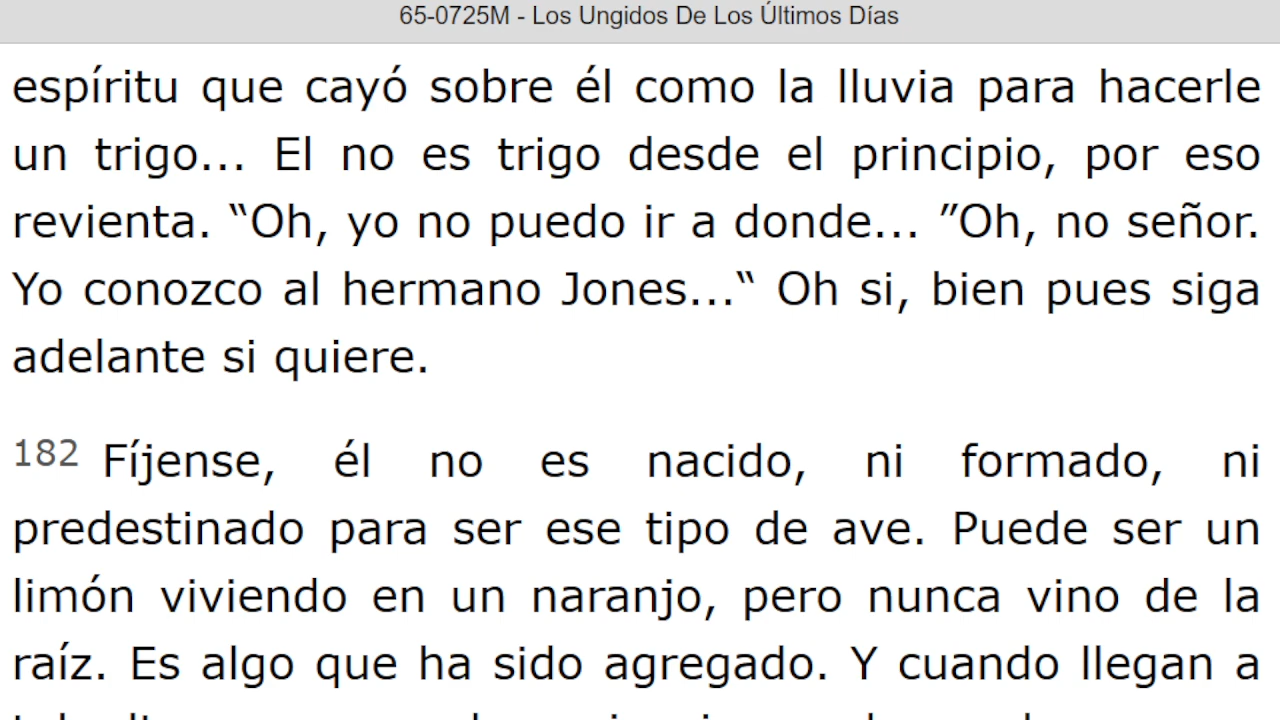 65-0725M - Los Ungidos De Los Últimos Días
espíritu que cayó sobre él como la lluvia para hacerle
un trigo... El no es trigo desde el principio, por eso
revienta. “Oh, yo no puedo ir a donde... ”Oh, no señor.
Yo conozco al hermano Jones...“ Oh si, bien pues siga
adelante si quiere.
182 Fíjense, él no es nacido, ni formado, ni
predestinado para ser ese tipo de ave. Puede ser un
limón viviendo en un naranjo, pero nunca vino de la
raíz. Es algo que ha sido agregado. Y cuando llegan a